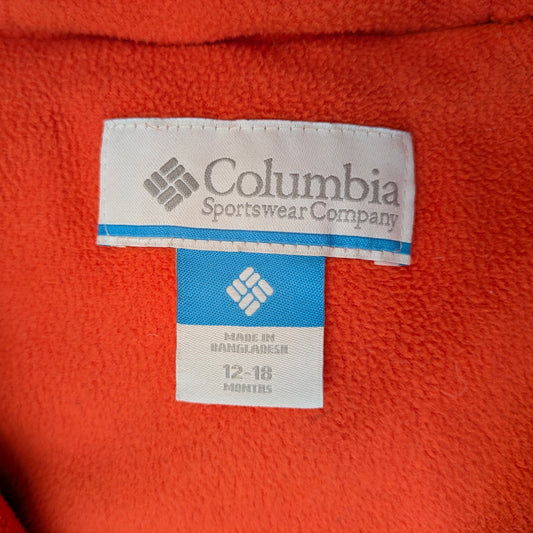 Columbia
Sportswear Company
MADE IN
BANGLADESH
12-18
MONTHS